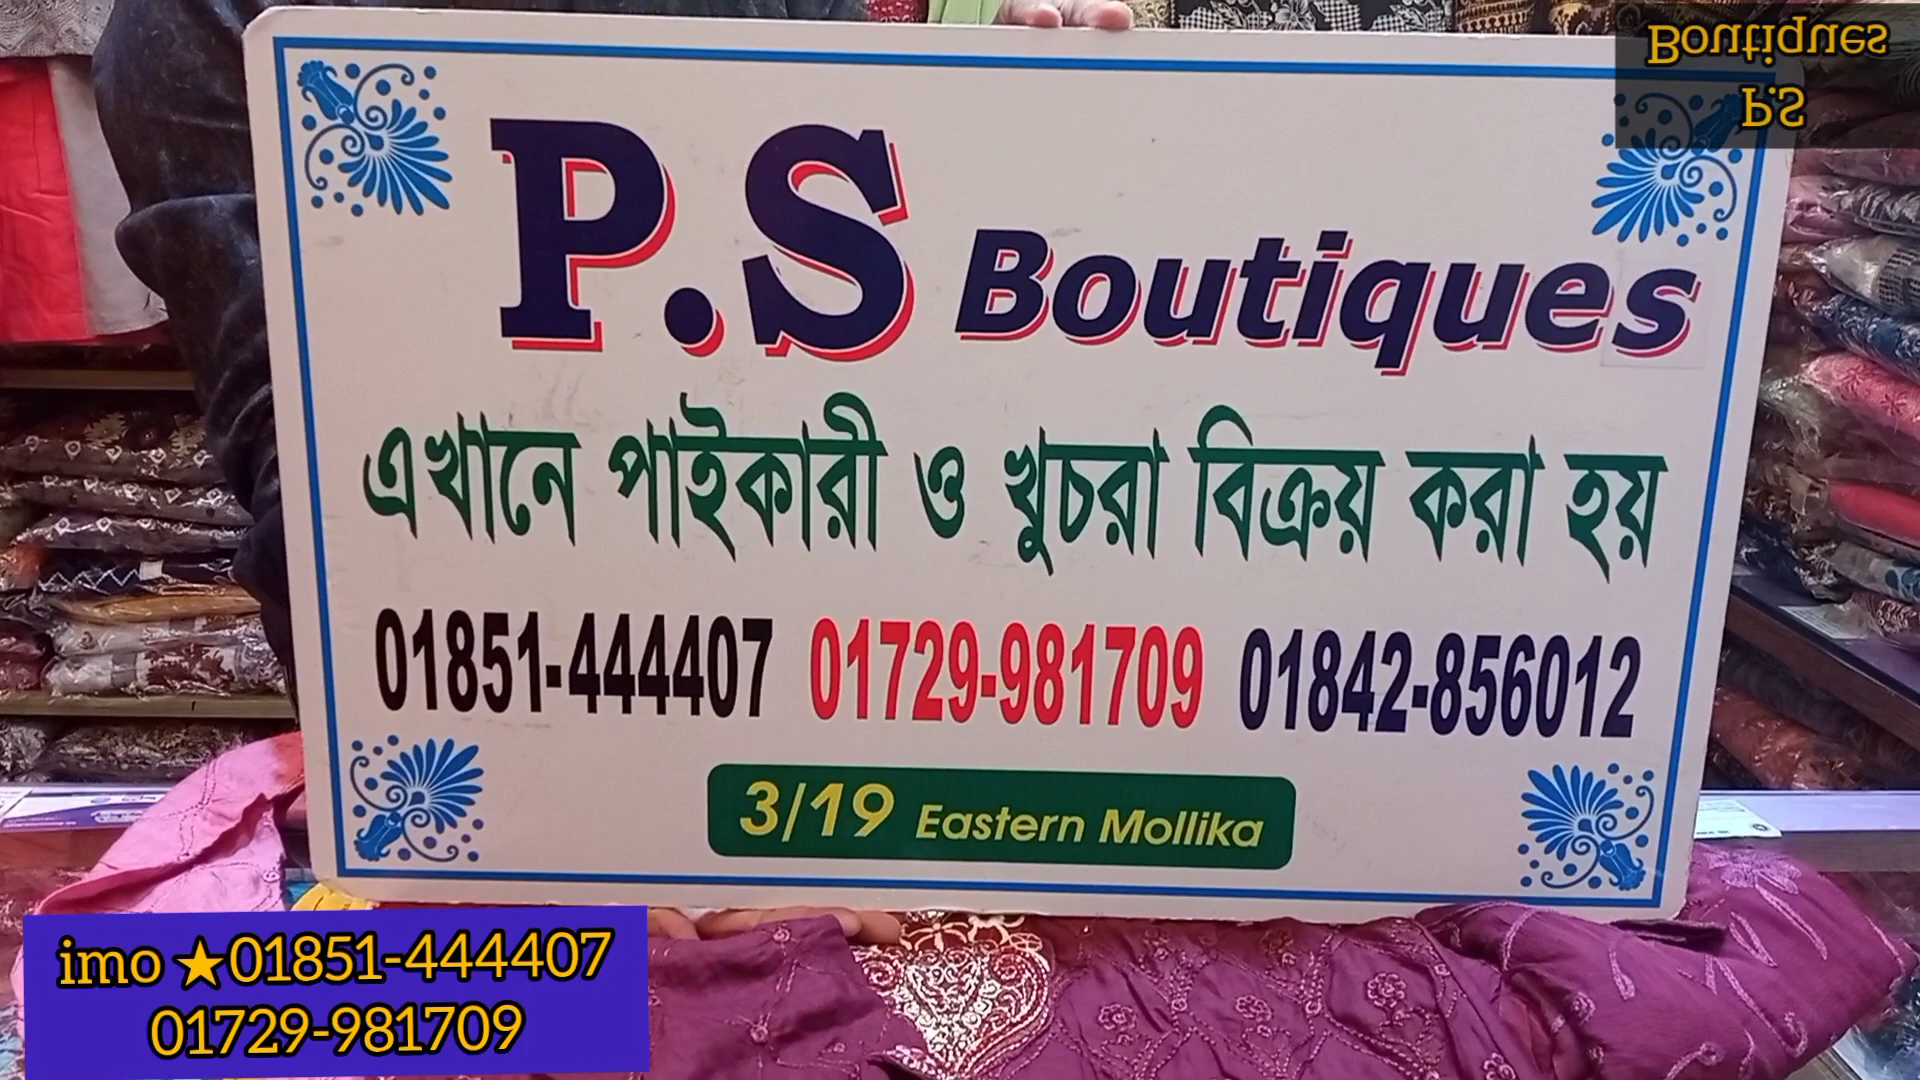 P.S Boutiques
এখানে পাইকারী ও খুচরা বিক্রয় করা হয়
01851-444407 01729-981709 01842-856012
3/19 Eastern Mollika
imo ★01851-444407
01729-981709
P.S
Boutiques